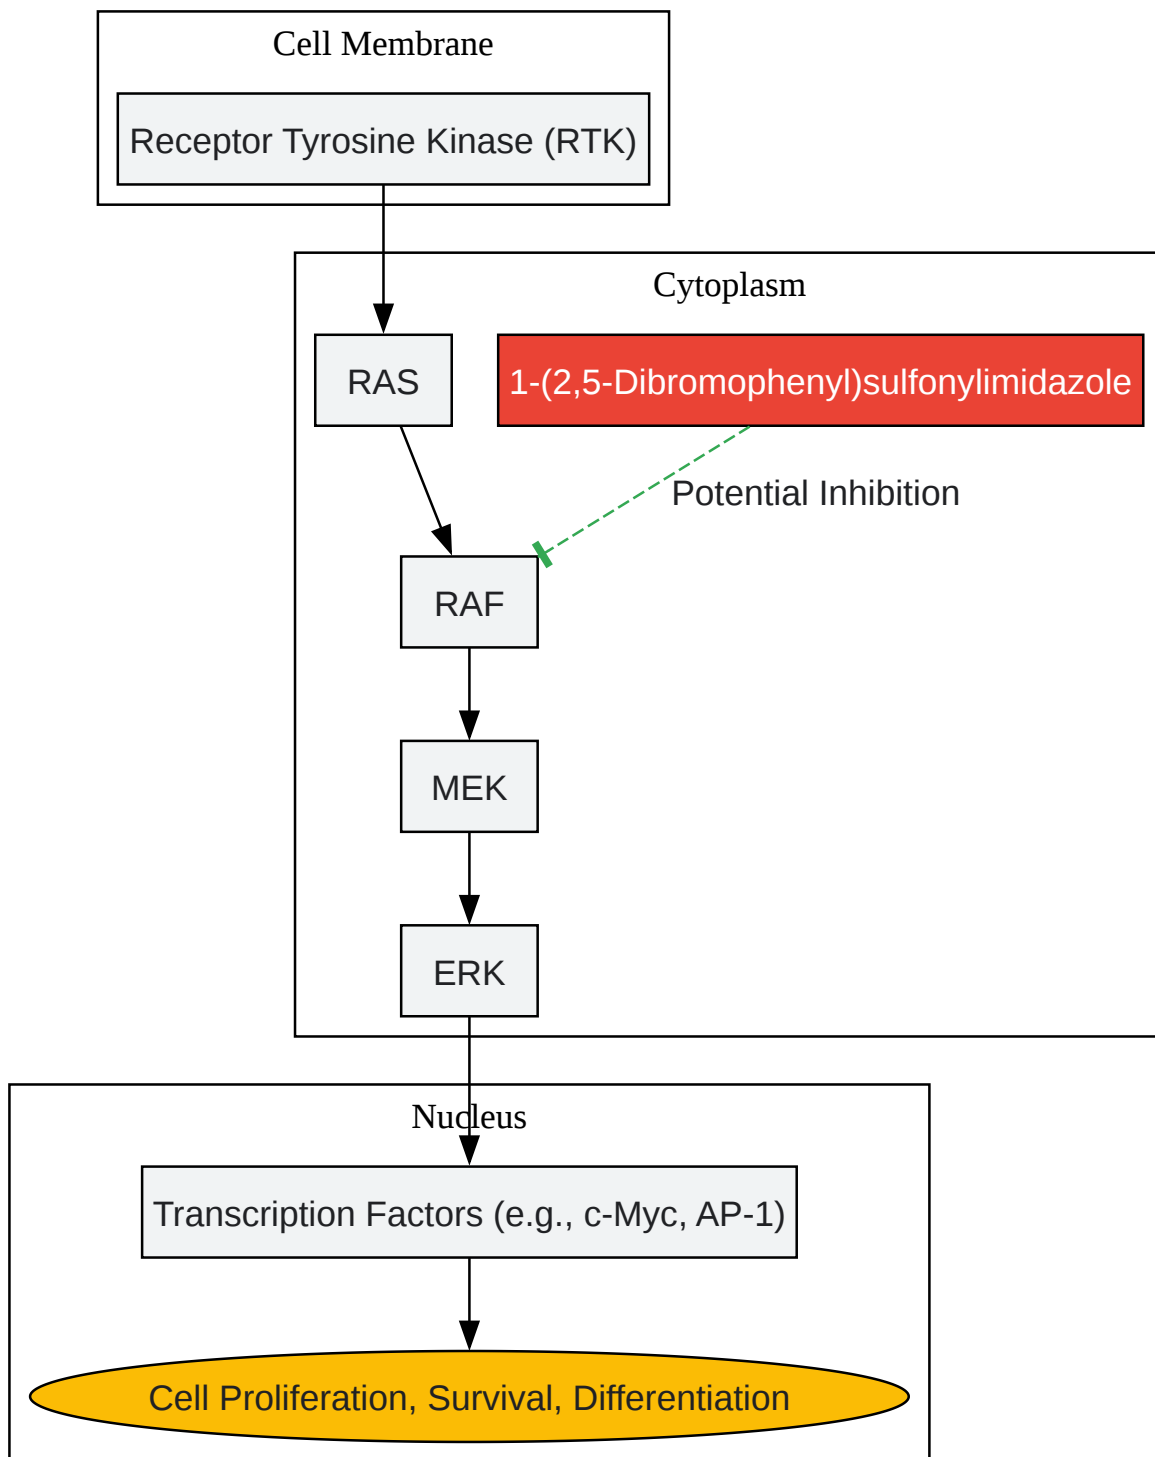 Cell Membrane
Receptor Tyrosine Kinase (RTK)
Cytoplasm
RAS
1-(2,5-Dibromophenyl)sulfonylimidazole
Potential Inhibition
RAF
MEK
ERK
Nucleus
Transcription Factors (e.g., c-Myc, AP-1)
Cell Proliferation, Survival, Differentiation